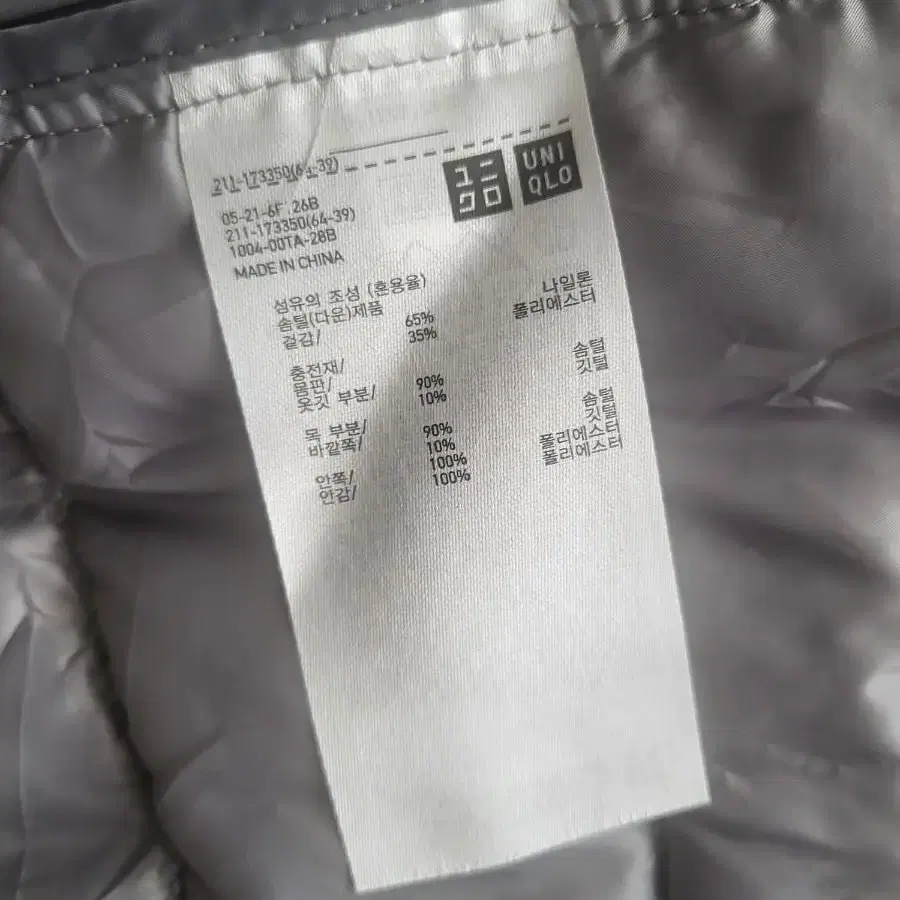 211-173350(64-39)
ユニ
クロ
UNI
QLO
05-21-6F 26B
211-173350(64-39)
1004-00TA-28B
MADE IN CHINA
섬유의 조성 (혼용율)
솜털(다운)제품
겉감/ 65% 나일론
35% 폴리에스터
충전재/
몸판/
옷깃 부분/ 90% 솜털
10% 깃털
목 부분/
바깥쪽/ 90% 솜털
10% 깃털
안쪽/ 100% 폴리에스터
안감/ 100% 폴리에스터